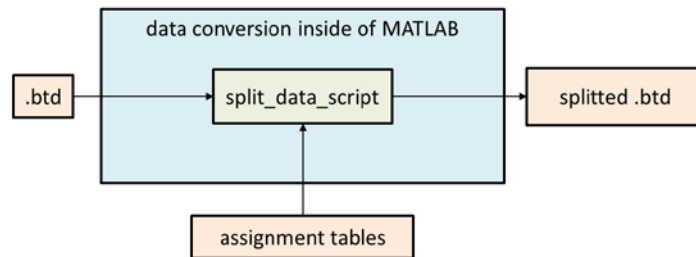 data conversion inside of MATLAB
.btd
split_data_script
splitted .btd
assignment tables